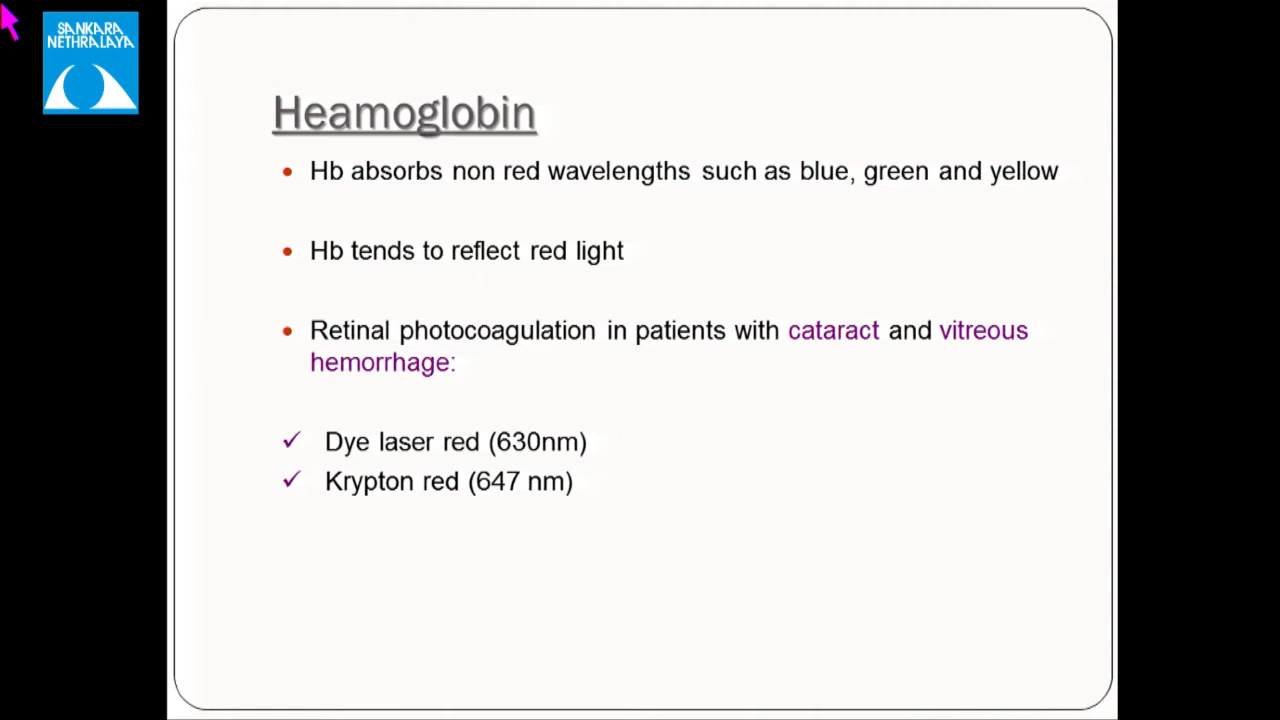 SANKARA
NETHRALAYA
Heamoglobin
• Hb absorbs non red wavelengths such as blue, green and yellow
• Hb tends to reflect red light
• Retinal photocoagulation in patients with cataract and vitreous
hemorrhage:
✓ Dye laser red (630nm)
✓ Krypton red (647 nm)